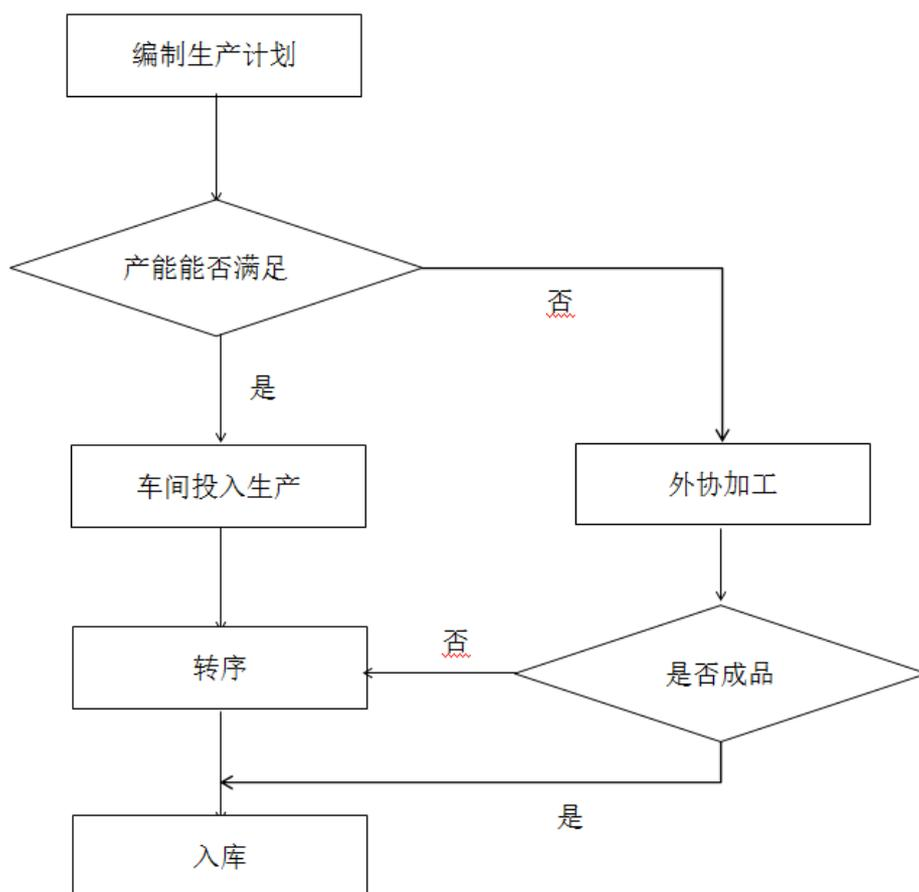 编制生产计划
产能能否满足
否
是
车间投入生产
外协加工
否
转序
是否成品
是
入库